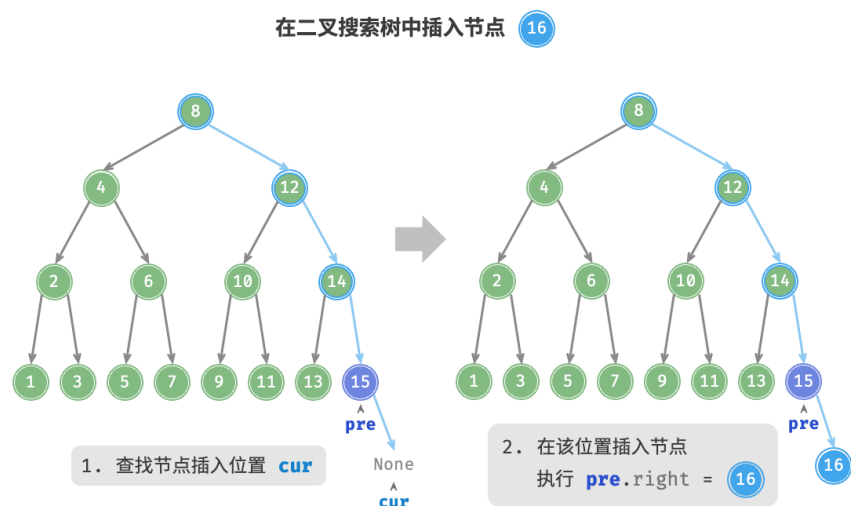 在二叉搜索树中插入节点 16
8
4 12
2 6 10 14
1 3 5 7 9 11 13 15
pre
None
cur
1. 查找节点插入位置 cur
8
4 12
2 6 10 14
1 3 5 7 9 11 13 15
pre
16
2. 在该位置插入节点
执行 pre.right = 16